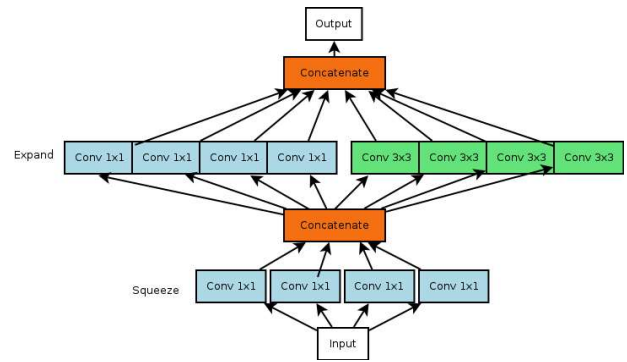 Output
Concatenate
Expand
Conv 1x1
Conv 1x1
Conv 1x1
Conv 1x1
Conv 3x3
Conv 3x3
Conv 3x3
Conv 3x3
Concatenate
Squeeze
Conv 1x1
Conv 1x1
Conv 1x1
Conv 1x1
Input